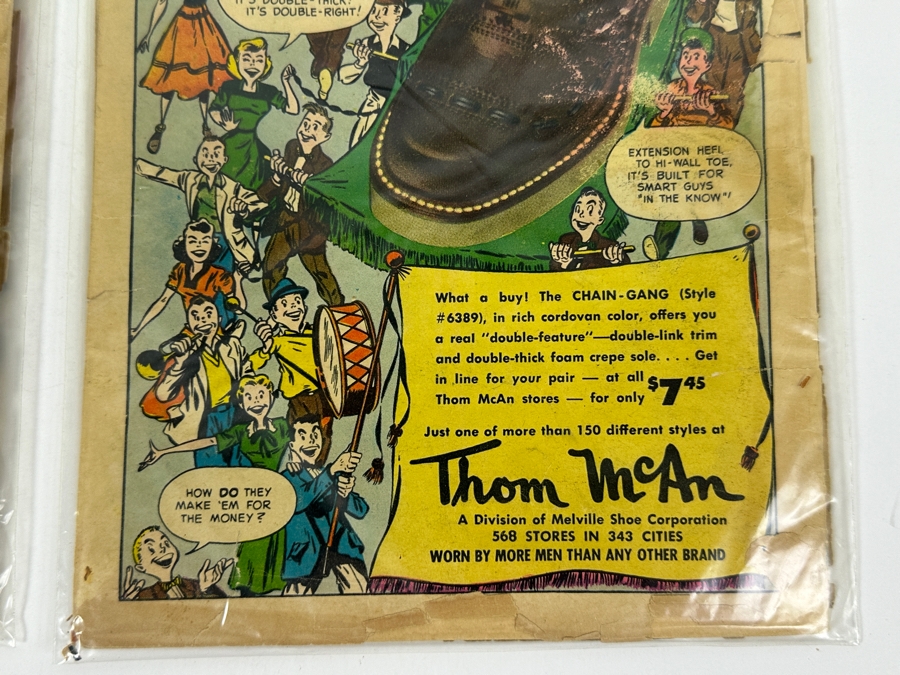 IT'S DOUBLE-THICK.
IT'S DOUBLE-RIGHT!
EXTENSION HEEL
TO HI-WALL TOE,
IT'S BUILT FOR
SMART GUYS
"IN THE KNOW"!
What a buy! The CHAIN-GANG (Style
#6389), in rich cordovan color, offers you
a real "double-feature"—double-link trim
and double-thick foam crepe sole. . . . Get
in line for your pair — at all
Thom McAn stores — for only $7.45
Just one of more than 150 different styles at
Thom McAn
A Division of Melville Shoe Corporation
568 STORES IN 343 CITIES
WORN BY MORE MEN THAN ANY OTHER BRAND
HOW DO THEY
MAKE 'EM FOR
THE MONEY?